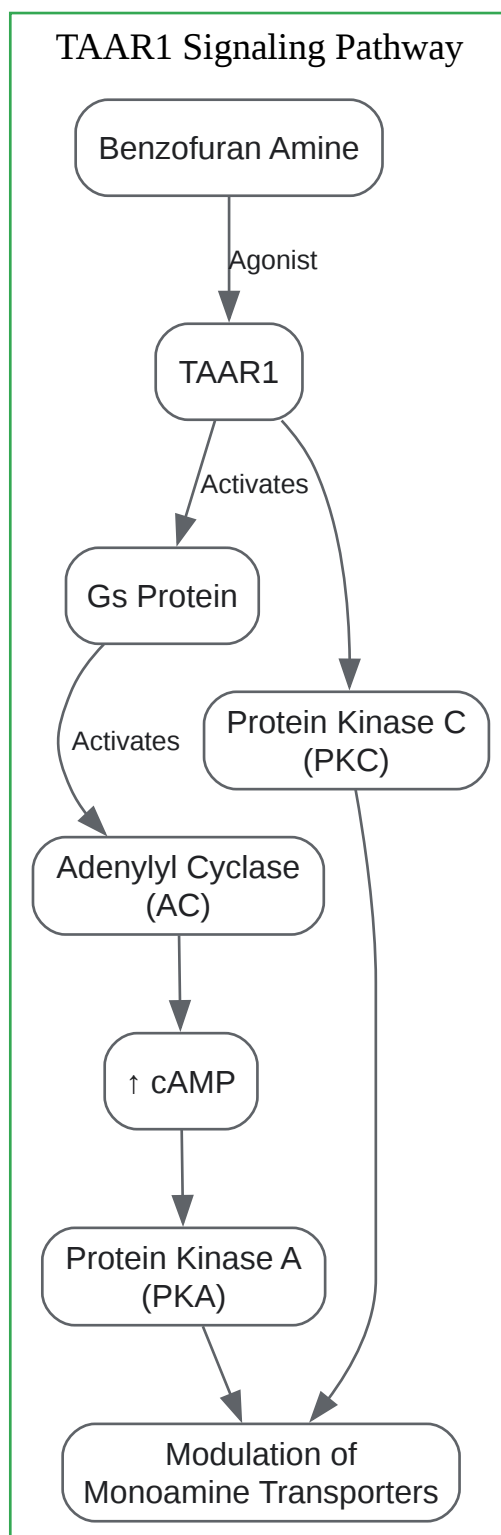 TAAR1 Signaling Pathway
Benzofuran Amine
Agonist
TAAR1
Activates
Gs Protein
Protein Kinase C
(PKC)
Activates
Adenylyl Cyclase
(AC)
↑ cAMP
Protein Kinase A
(PKA)
Modulation of
Monoamine Transporters